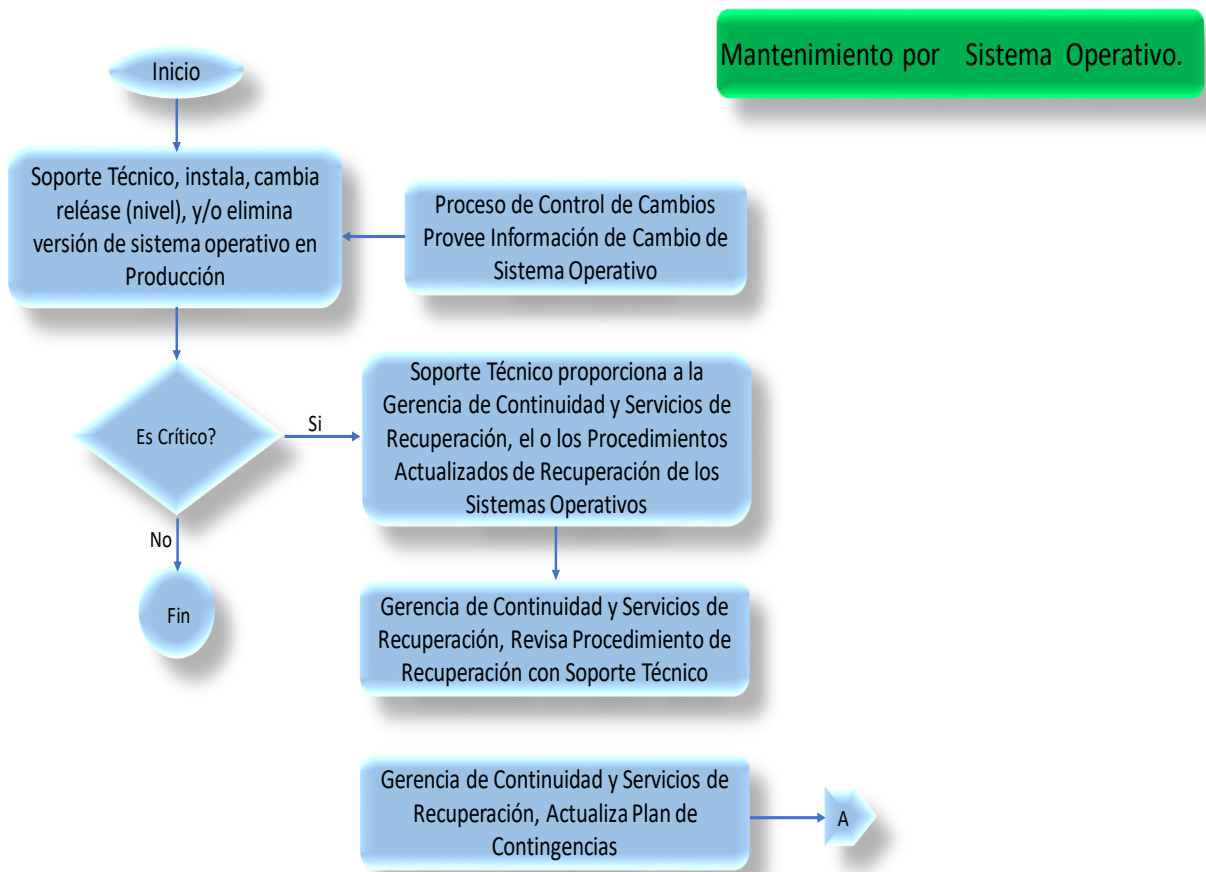 Mantenimiento por Sistema Operativo.
Inicio
Soporte Técnico, instala, cambia
reléase (nivel), y/o elimina
versión de sistema operativo en
Producción
Proceso de Control de Cambios
Provee Información de Cambio de
Sistema Operativo
Es Crítico?
Si
Soporte Técnico proporciona a la
Gerencia de Continuidad y Servicios de
Recuperación, el o los Procedimientos
Actualizados de Recuperación de los
Sistemas Operativos
No
Fin
Gerencia de Continuidad y Servicios de
Recuperación, Revisa Procedimiento de
Recuperación con Soporte Técnico
Gerencia de Continuidad y Servicios de
Recuperación, Actualiza Plan de
Contingencias
A